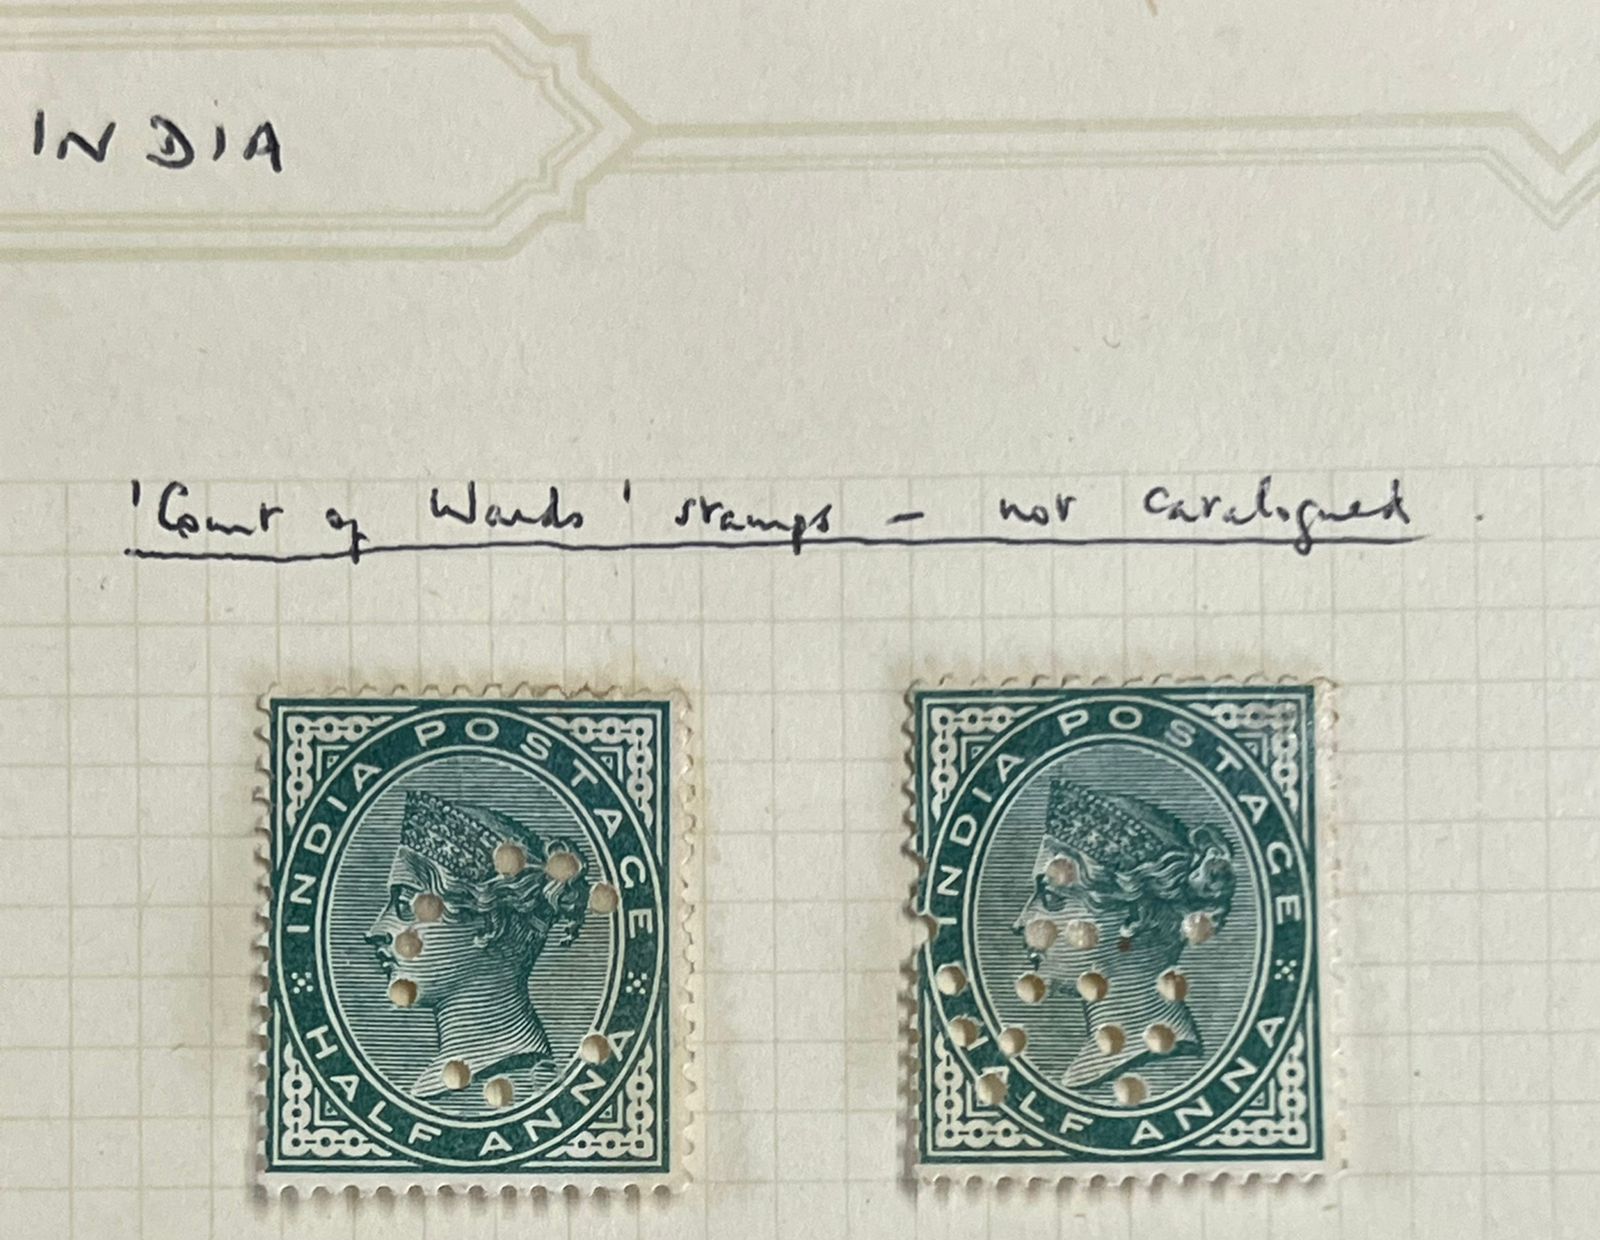 INDIA
'Court of Wards' stamps – not catalogued.
INDIA POSTAGE
HALF ANNA
INDIA POSTAGE
HALF ANNA